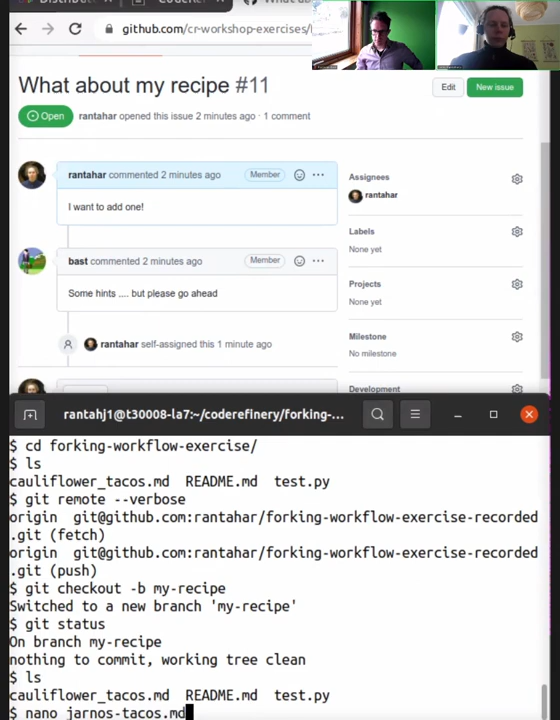 github.com/cr-workshop-exercises/
What about my recipe #11
Edit
New issue
Open
rantahar opened this issue 2 minutes ago · 1 comment
rantahar commented 2 minutes ago
Member
I want to add one!
bast commented 2 minutes ago
Member
Some hints .... but please go ahead
rantahar self-assigned this 1 minute ago
Assignees
rantahar
Labels
None yet
Projects
None yet
Milestone
No milestone
Development
rantahj1@t30008-la7:~/coderefinery/forking-...
$ cd forking-workflow-exercise/
$ ls
cauliflower_tacos.md README.md test.py
$ git remote --verbose
origin git@github.com:rantahar/forking-workflow-exercise-recorded
.git (fetch)
origin git@github.com:rantahar/forking-workflow-exercise-recorded
.git (push)
$ git checkout -b my-recipe
Switched to a new branch 'my-recipe'
$ git status
On branch my-recipe
nothing to commit, working tree clean
$ ls
cauliflower_tacos.md README.md test.py
$ nano jarnos-tacos.md